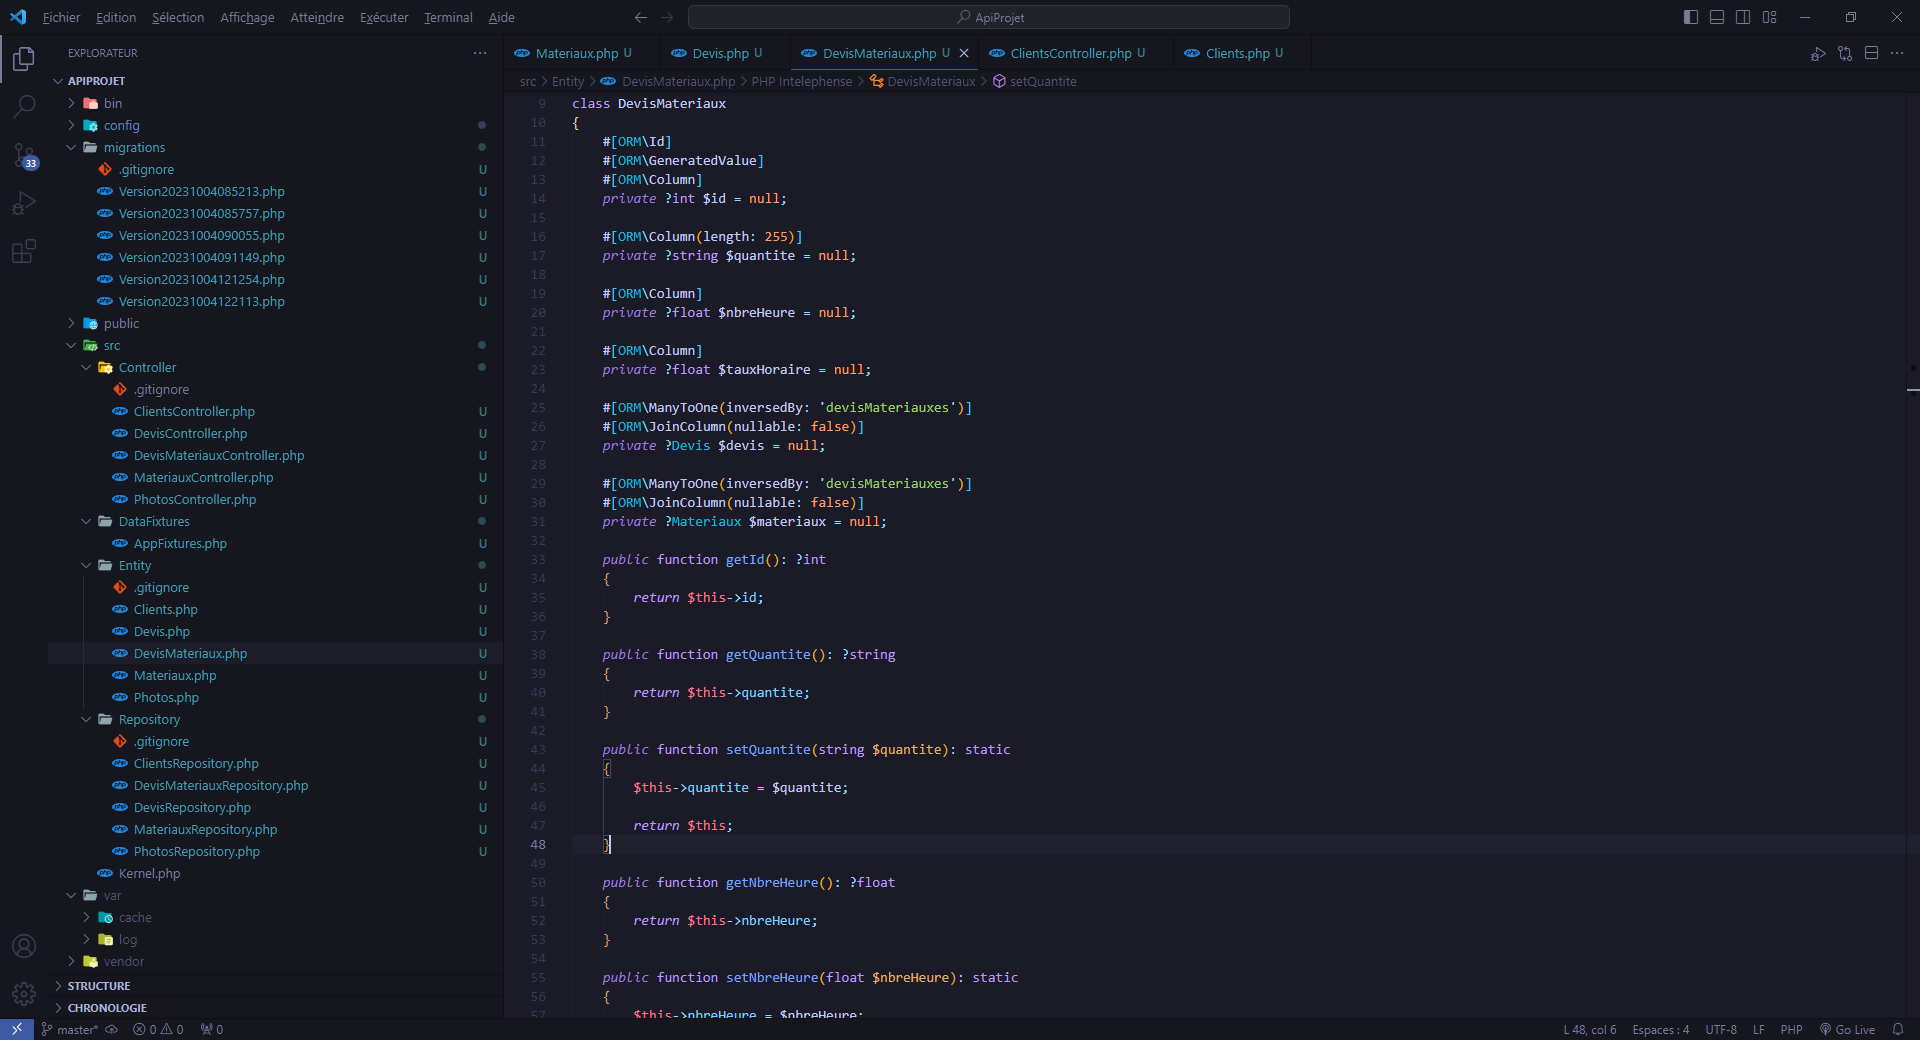 Fichier Edition Sélection Affichage Atteindre Exécuter Terminal Aide
ApiProjet
EXPLORATEUR
APIPROJET
bin
config
migrations
.gitignore U
Version20231004085213.php U
Version20231004085757.php U
Version20231004090055.php U
Version20231004091149.php U
Version20231004121254.php U
Version20231004122113.php U
public
src
Controller
.gitignore
ClientsController.php U
DevisController.php U
DevisMateriauxController.php U
MateriauxController.php U
PhotosController.php U
DataFixtures
AppFixtures.php U
Entity
.gitignore U
Clients.php U
Devis.php U
DevisMateriaux.php U
Materiaux.php U
Photos.php U
Repository
.gitignore U
ClientsRepository.php U
DevisMateriauxRepository.php U
DevisRepository.php U
MateriauxRepository.php U
PhotosRepository.php U
Kernel.php
var
cache
log
vendor
STRUCTURE
CHRONOLOGIE
33
Materiaux.php U Devis.php U DevisMateriaux.php U ClientsController.php U Clients.php U
src > Entity > DevisMateriaux.php > PHP Intelephense > DevisMateriaux > setQuantite
9 class DevisMateriaux
10 {
11 #[ORM\Id]
12 #[ORM\GeneratedValue]
13 #[ORM\Column]
14 private ?int $id = null;
15
16 #[ORM\Column(length: 255)]
17 private ?string $quantite = null;
18
19 #[ORM\Column]
20 private ?float $nbreHeure = null;
21
22 #[ORM\Column]
23 private ?float $tauxHoraire = null;
24
25 #[ORM\ManyToOne(inversedBy: 'devisMateriauxes')]
26 #[ORM\JoinColumn(nullable: false)]
27 private ?Devis $devis = null;
28
29 #[ORM\ManyToOne(inversedBy: 'devisMateriauxes')]
30 #[ORM\JoinColumn(nullable: false)]
31 private ?Materiaux $materiaux = null;
32
33 public function getId(): ?int
34 {
35 return $this->id;
36 }
37
38 public function getQuantite(): ?string
39 {
40 return $this->quantite;
41 }
42
43 public function setQuantite(string $quantite): static
44 {
45 $this->quantite = $quantite;
46
47 return $this;
48 }
49
50 public function getNbreHeure(): ?float
51 {
52 return $this->nbreHeure;
53 }
54
55 public function setNbreHeure(float $nbreHeure): static
56 {
57 $this->nbreHeure = $nbreHeure;
master* 0 0 0 L 48, col 6 Espaces : 4 UTF-8 LF PHP Go Live